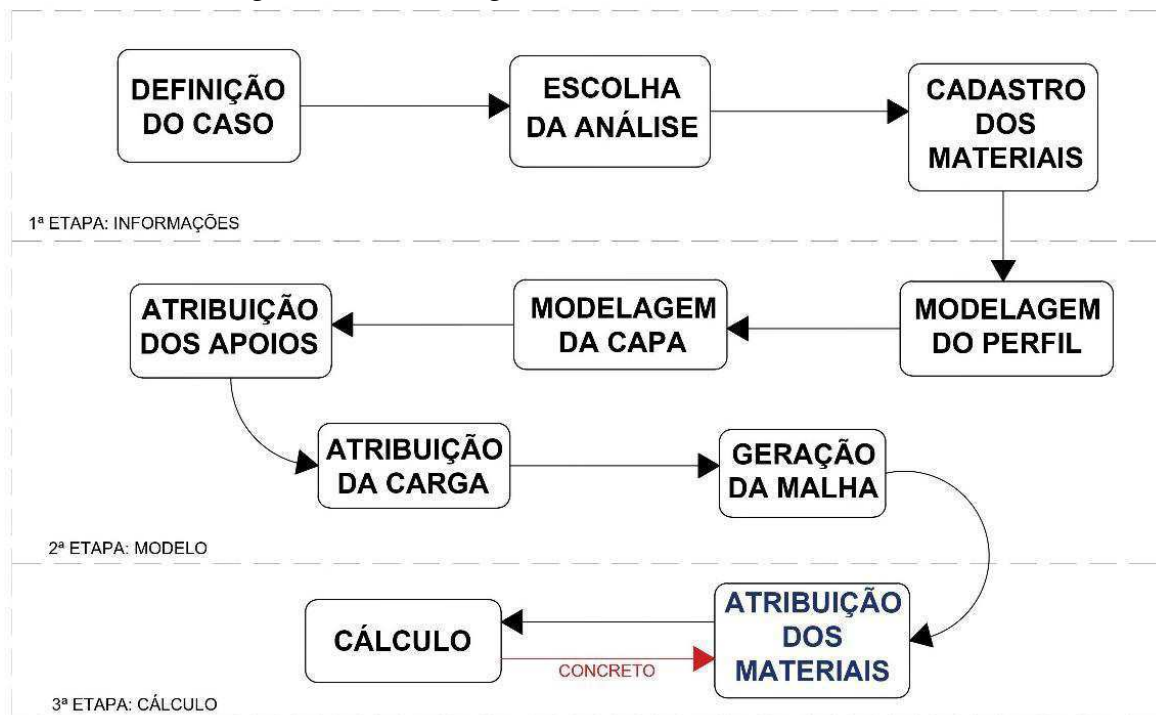 DEFINIÇÃO
DO CASO
ESCOLHA
DA ANÁLISE
CADASTRO
DOS
MATERIAIS
1ª ETAPA: INFORMAÇÕES
ATRIBUIÇÃO
DOS APOIOS
MODELAGEM
DA CAPA
MODELAGEM
DO PERFIL
ATRIBUIÇÃO
DA CARGA
GERAÇÃO
DA MALHA
2ª ETAPA: MODELO
CÁLCULO
CONCRETO
ATRIBUIÇÃO
DOS
MATERIAIS
3ª ETAPA: CÁLCULO